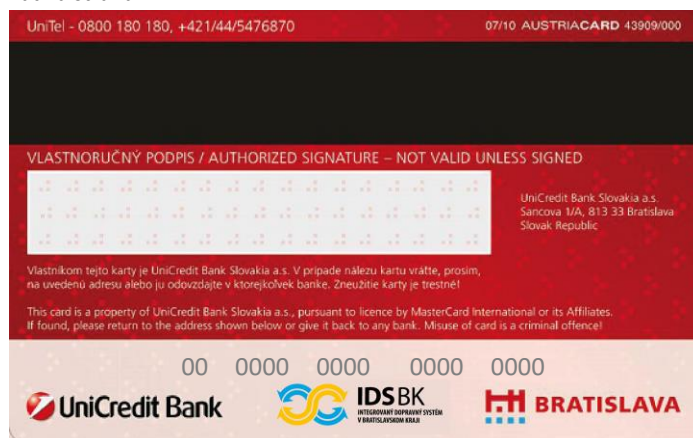 UniTel - 0800 180 180, +421/44/5476870
07/10 AUSTRIACARD 43909/000
VLASTNORUČNÝ PODPIS / AUTHORIZED SIGNATURE – NOT VALID UNLESS SIGNED
UniCredit Bank Slovakia a.s.
Sancova 1/A, 813 33 Bratislava
Slovak Republic
Vlastníkom tejto karty je UniCredit Bank Slovakia a.s. V prípade nálezu kartu vráťte, prosím,
na uvedenú adresu alebo ju odovzdajte v ktorejkoľvek banke. Zneužitie karty je trestné!
This card is a property of UniCredit Bank Slovakia a.s., pursuant to licence by MasterCard International or its Affiliates.
If found, please return to the address shown below or give it back to any bank. Misuse of card is a criminal offence!
00 0000 0000 0000 0000
UniCredit Bank
IDS BK
INTEGROVANÝ DOPRAVNÝ SYSTÉM
V BRATISLAVSKOM KRAJI
BRATISLAVA